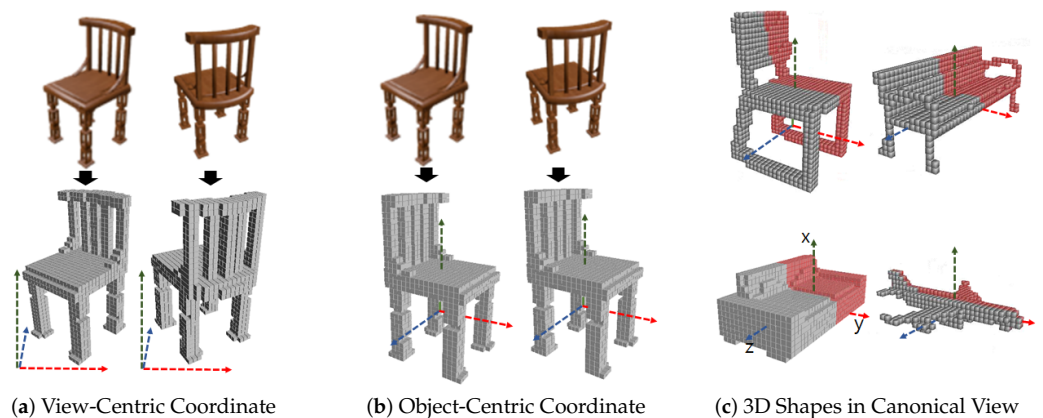 x
y
z
(a) View-Centric Coordinate
(b) Object-Centric Coordinate
(c) 3D Shapes in Canonical View